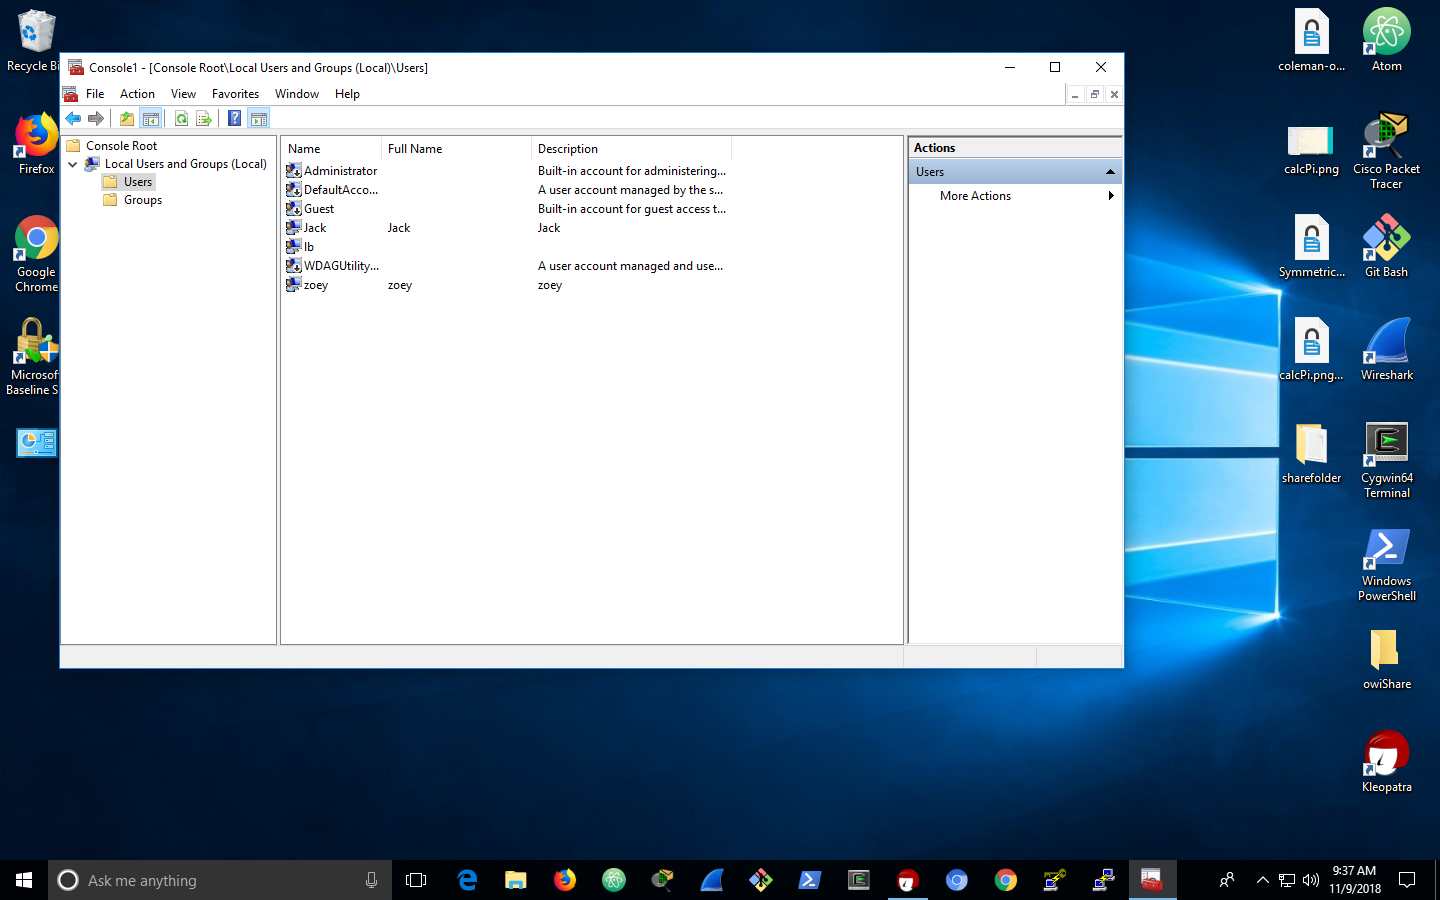 Recycle Bi
Firefox
Google
Chrome
Microsof
Baseline S...
Console1 - [Console Root\Local Users and Groups (Local)\Users]
File Action View Favorites Window Help
Console Root
Local Users and Groups (Local)
Users
Groups
Name Full Name Description
Administrator Built-in account for administering...
DefaultAcco... A user account managed by the s...
Guest Built-in account for guest access t...
Jack Jack Jack
lb
WDAGUtility... A user account managed and use...
zoey zoey zoey
Actions
Users
More Actions
coleman-o...
Atom
calcPi.png
Cisco Packet
Tracer
Symmetric...
Git Bash
calcPi.png...
Wireshark
sharefolder
Cygwin64
Terminal
Windows
PowerShell
owiShare
Kleopatra
Ask me anything
9:37 AM
11/9/2018